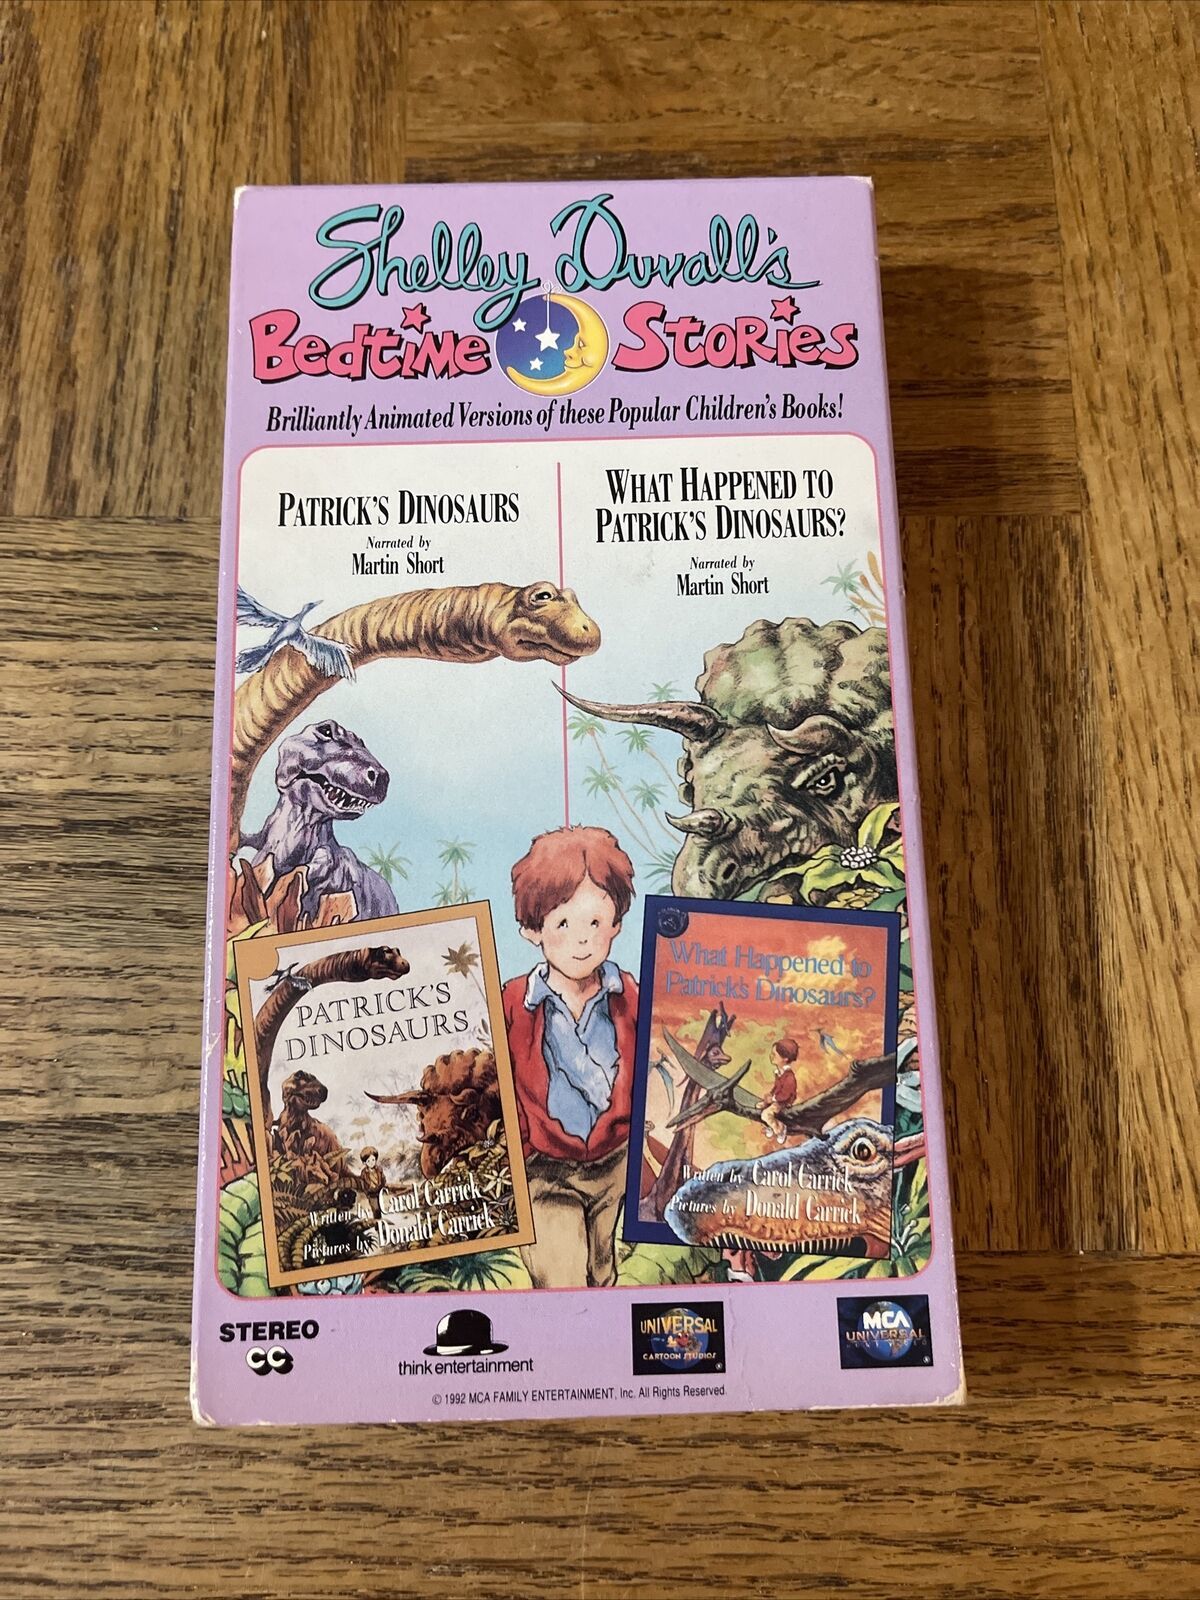 Shelley Duvall's
Bedtime Stories
Brilliantly Animated Versions of these Popular Children's Books!
PATRICK'S DINOSAURS
Narrated by
Martin Short
WHAT HAPPENED TO
PATRICK'S DINOSAURS?
Narrated by
Martin Short
PATRICK'S
DINOSAURS
Written by Carol Carrick
Pictures by Donald Carrick
What Happened to
Patrick's Dinosaurs?
Written by Carol Carrick
Pictures by Donald Carrick
STEREO
CC
think entertainment
UNIVERSAL
CARTOON STUDIOS
®
MCA
UNIVERSAL
®
© 1992 MCA FAMILY ENTERTAINMENT, Inc. All Rights Reserved.